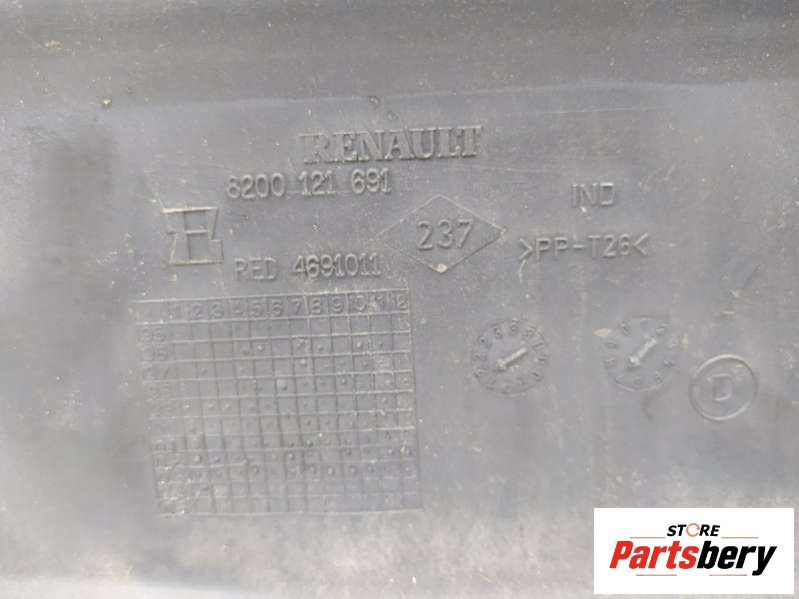 RENAULT
8200 121 691
IND
237
>PP-T26<
RED 4691011
1 2 3 4 5 6 7 8 9 10 11 12
D
STORE
Partsbery